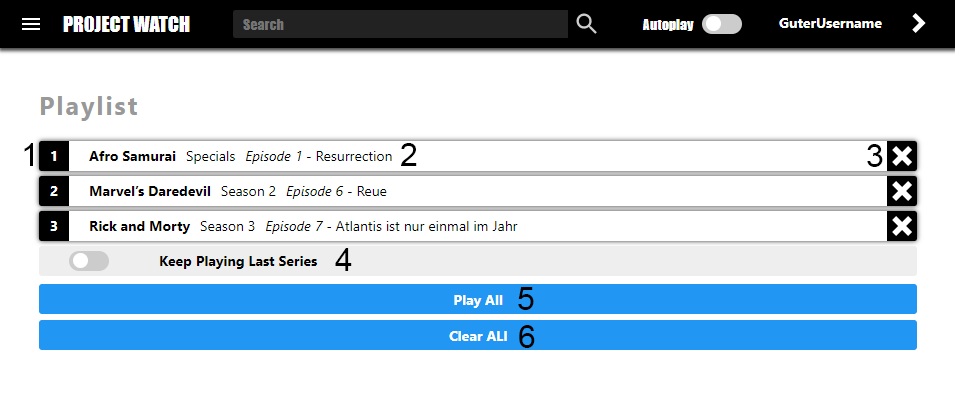 PROJECT WATCH Search Autoplay GuterUsername
Playlist
1 1 Afro Samurai Specials Episode 1 - Resurrection 2 3
2 Marvel’s Daredevil Season 2 Episode 6 - Reue
3 Rick and Morty Season 3 Episode 7 - Atlantis ist nur einmal im Jahr
Keep Playing Last Series 4
Play All 5
Clear ALl 6